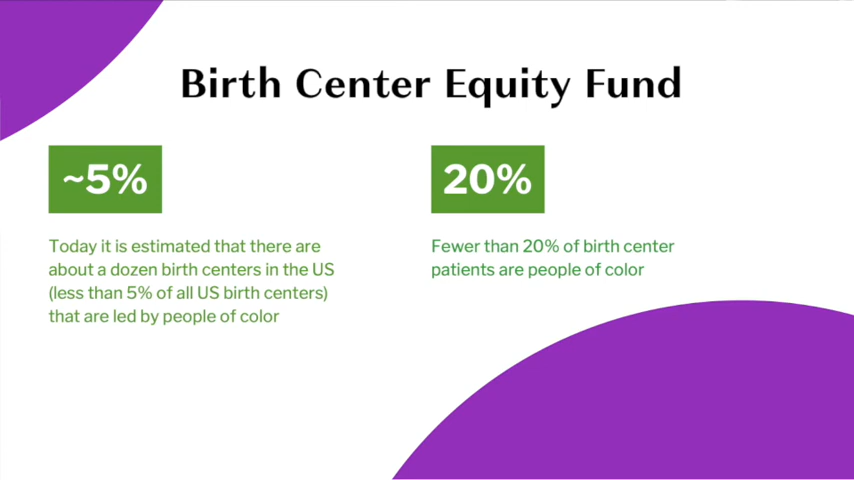 Birth Center Equity Fund
~5%
Today it is estimated that there are
about a dozen birth centers in the US
(less than 5% of all US birth centers)
that are led by people of color
20%
Fewer than 20% of birth center
patients are people of color